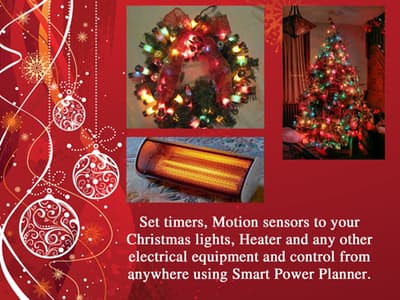 Set timers, Motion sensors to your
Christmas lights, Heater and any other
electrical equipment and control from
anywhere using Smart Power Planner.